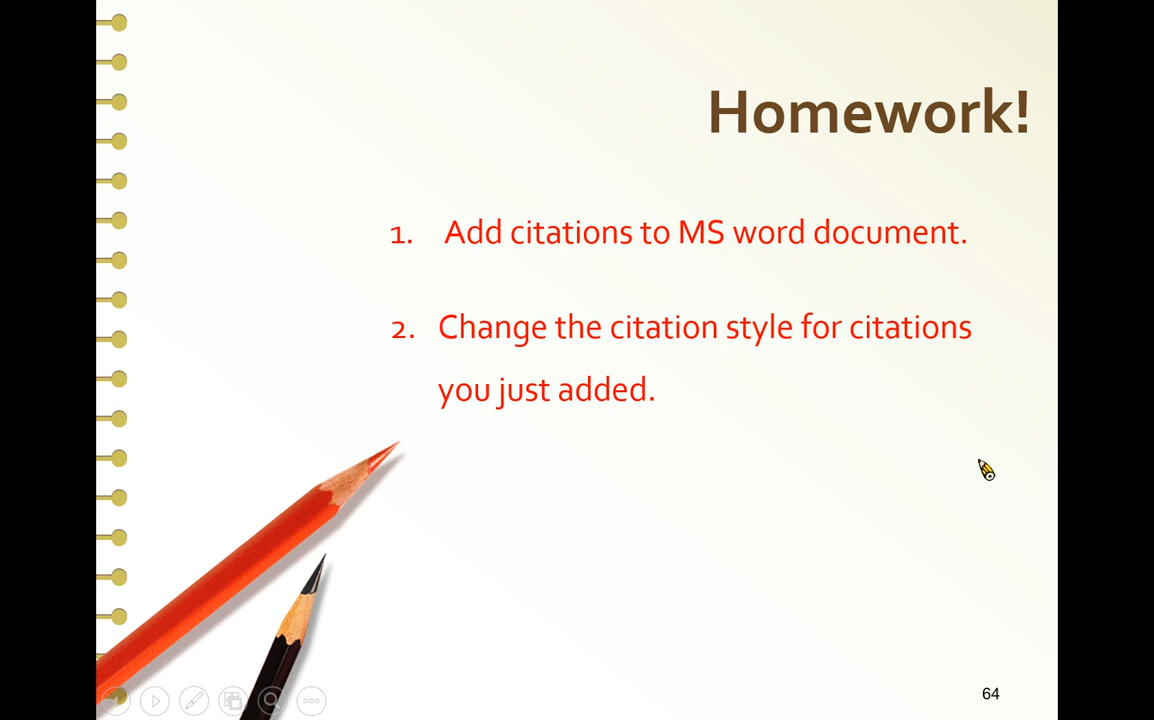 Homework!
1. Add citations to MS word document.
2. Change the citation style for citations
you just added.
64